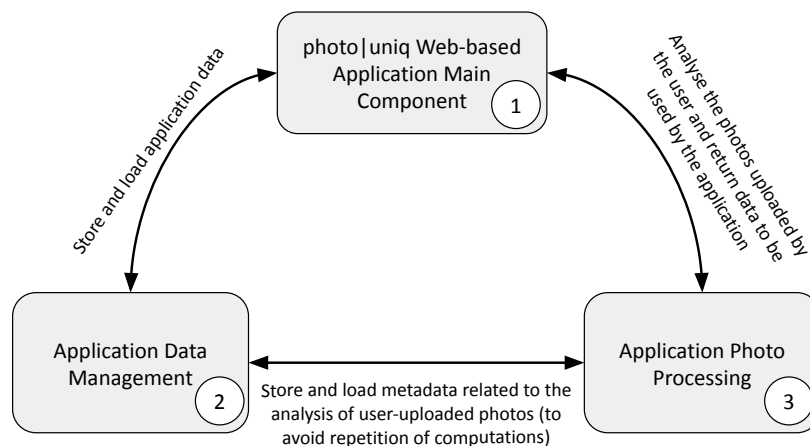 photo|uniq Web-based
Application Main
Component
1
Store and load application data
Analyse the photos uploaded by
the user and return data to be
used by the application
Application Data
Management
2
Store and load metadata related to the
analysis of user-uploaded photos (to
avoid repetition of computations)
Application Photo
Processing
3